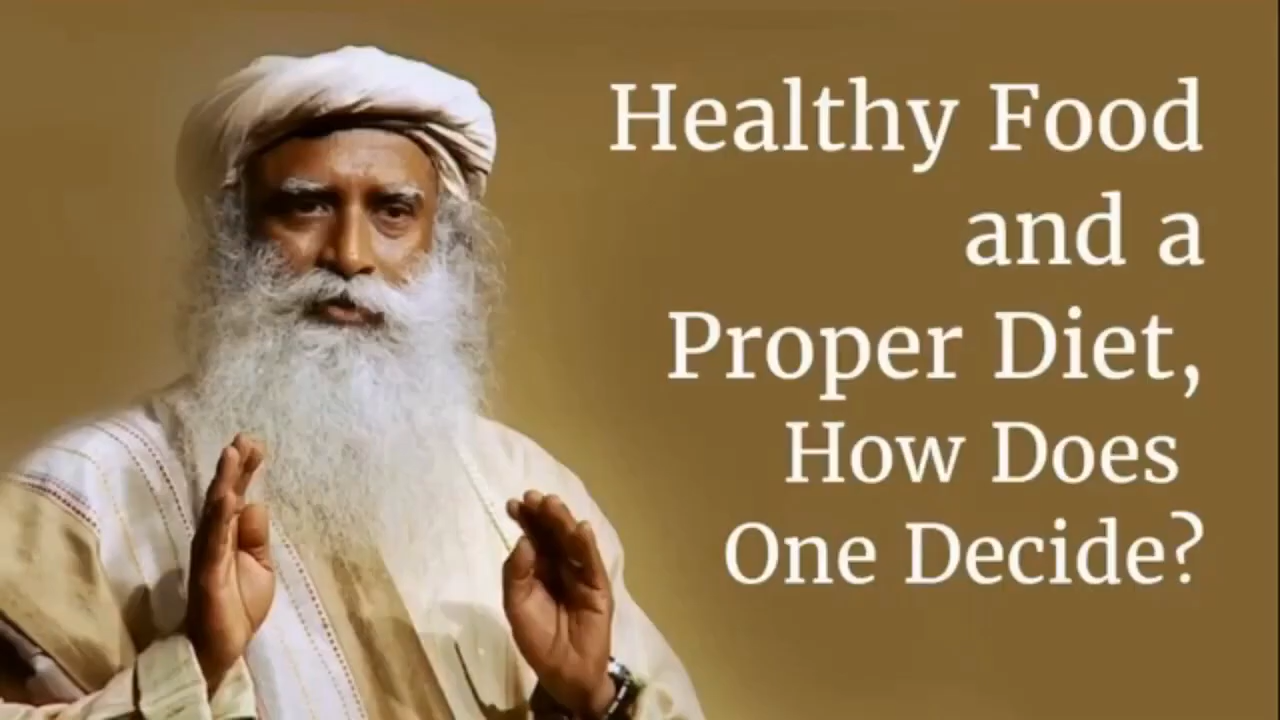 Healthy Food
and a
Proper Diet,
How Does
One Decide?